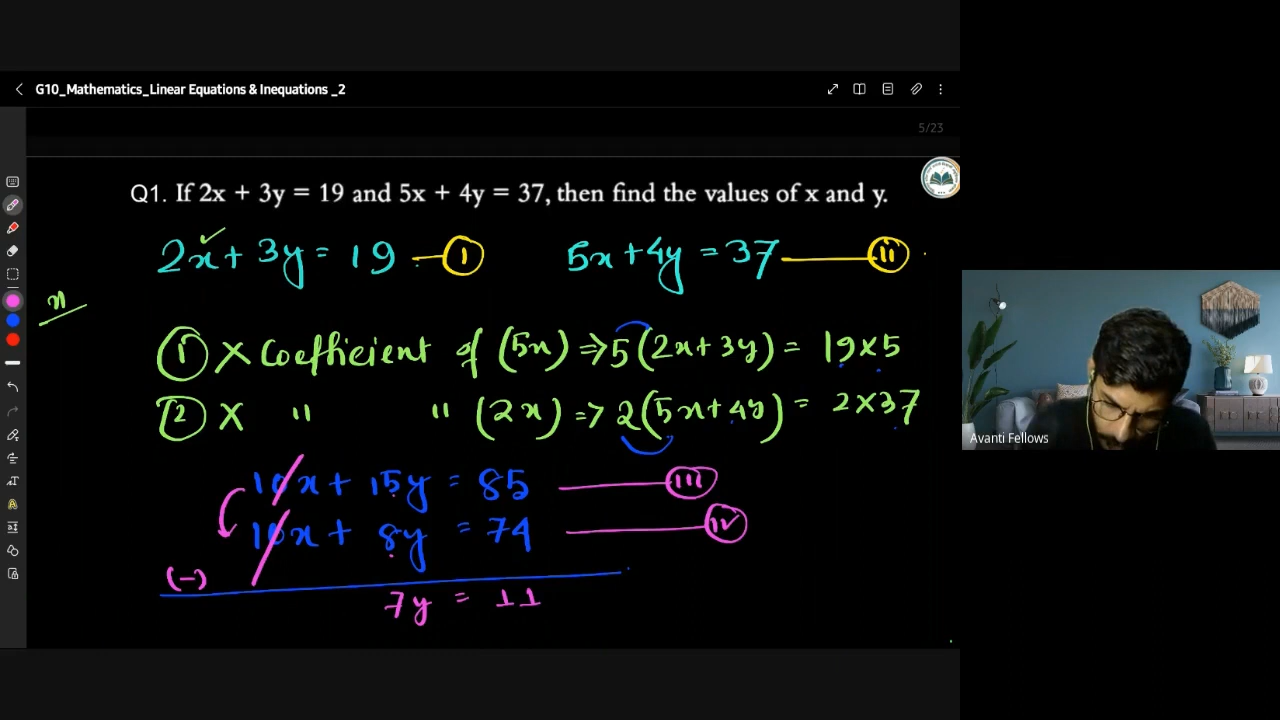 G10_Mathematics_Linear Equations & Inequations _2
5/23
Q1. If 2x + 3y = 19 and 5x + 4y = 37, then find the values of x and y.
2x + 3y = 19 — (i) 5x + 4y = 37 — (ii)
x
(1) X Coefficient of (5x) => 5(2x + 3y) = 19 x 5
(2) X " " (2x) => 2(5x + 4y) = 2 X 37
10x + 15y = 85 — (iii)
10x + 8y = 74 — (iv)
(-)
7y = 11
Avanti Fellows